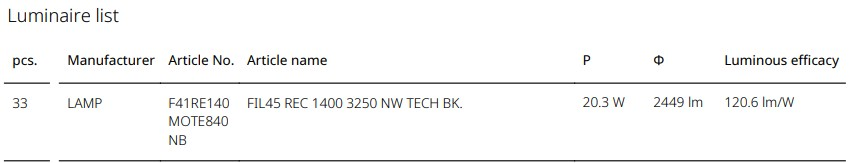 Luminaire list
pcs. Manufacturer Article No. Article name P Φ Luminous efficacy
33 LAMP F41RE140 FIL45 REC 1400 3250 NW TECH BK. 20.3 W 2449 lm 120.6 lm/W
MOTE840
NB